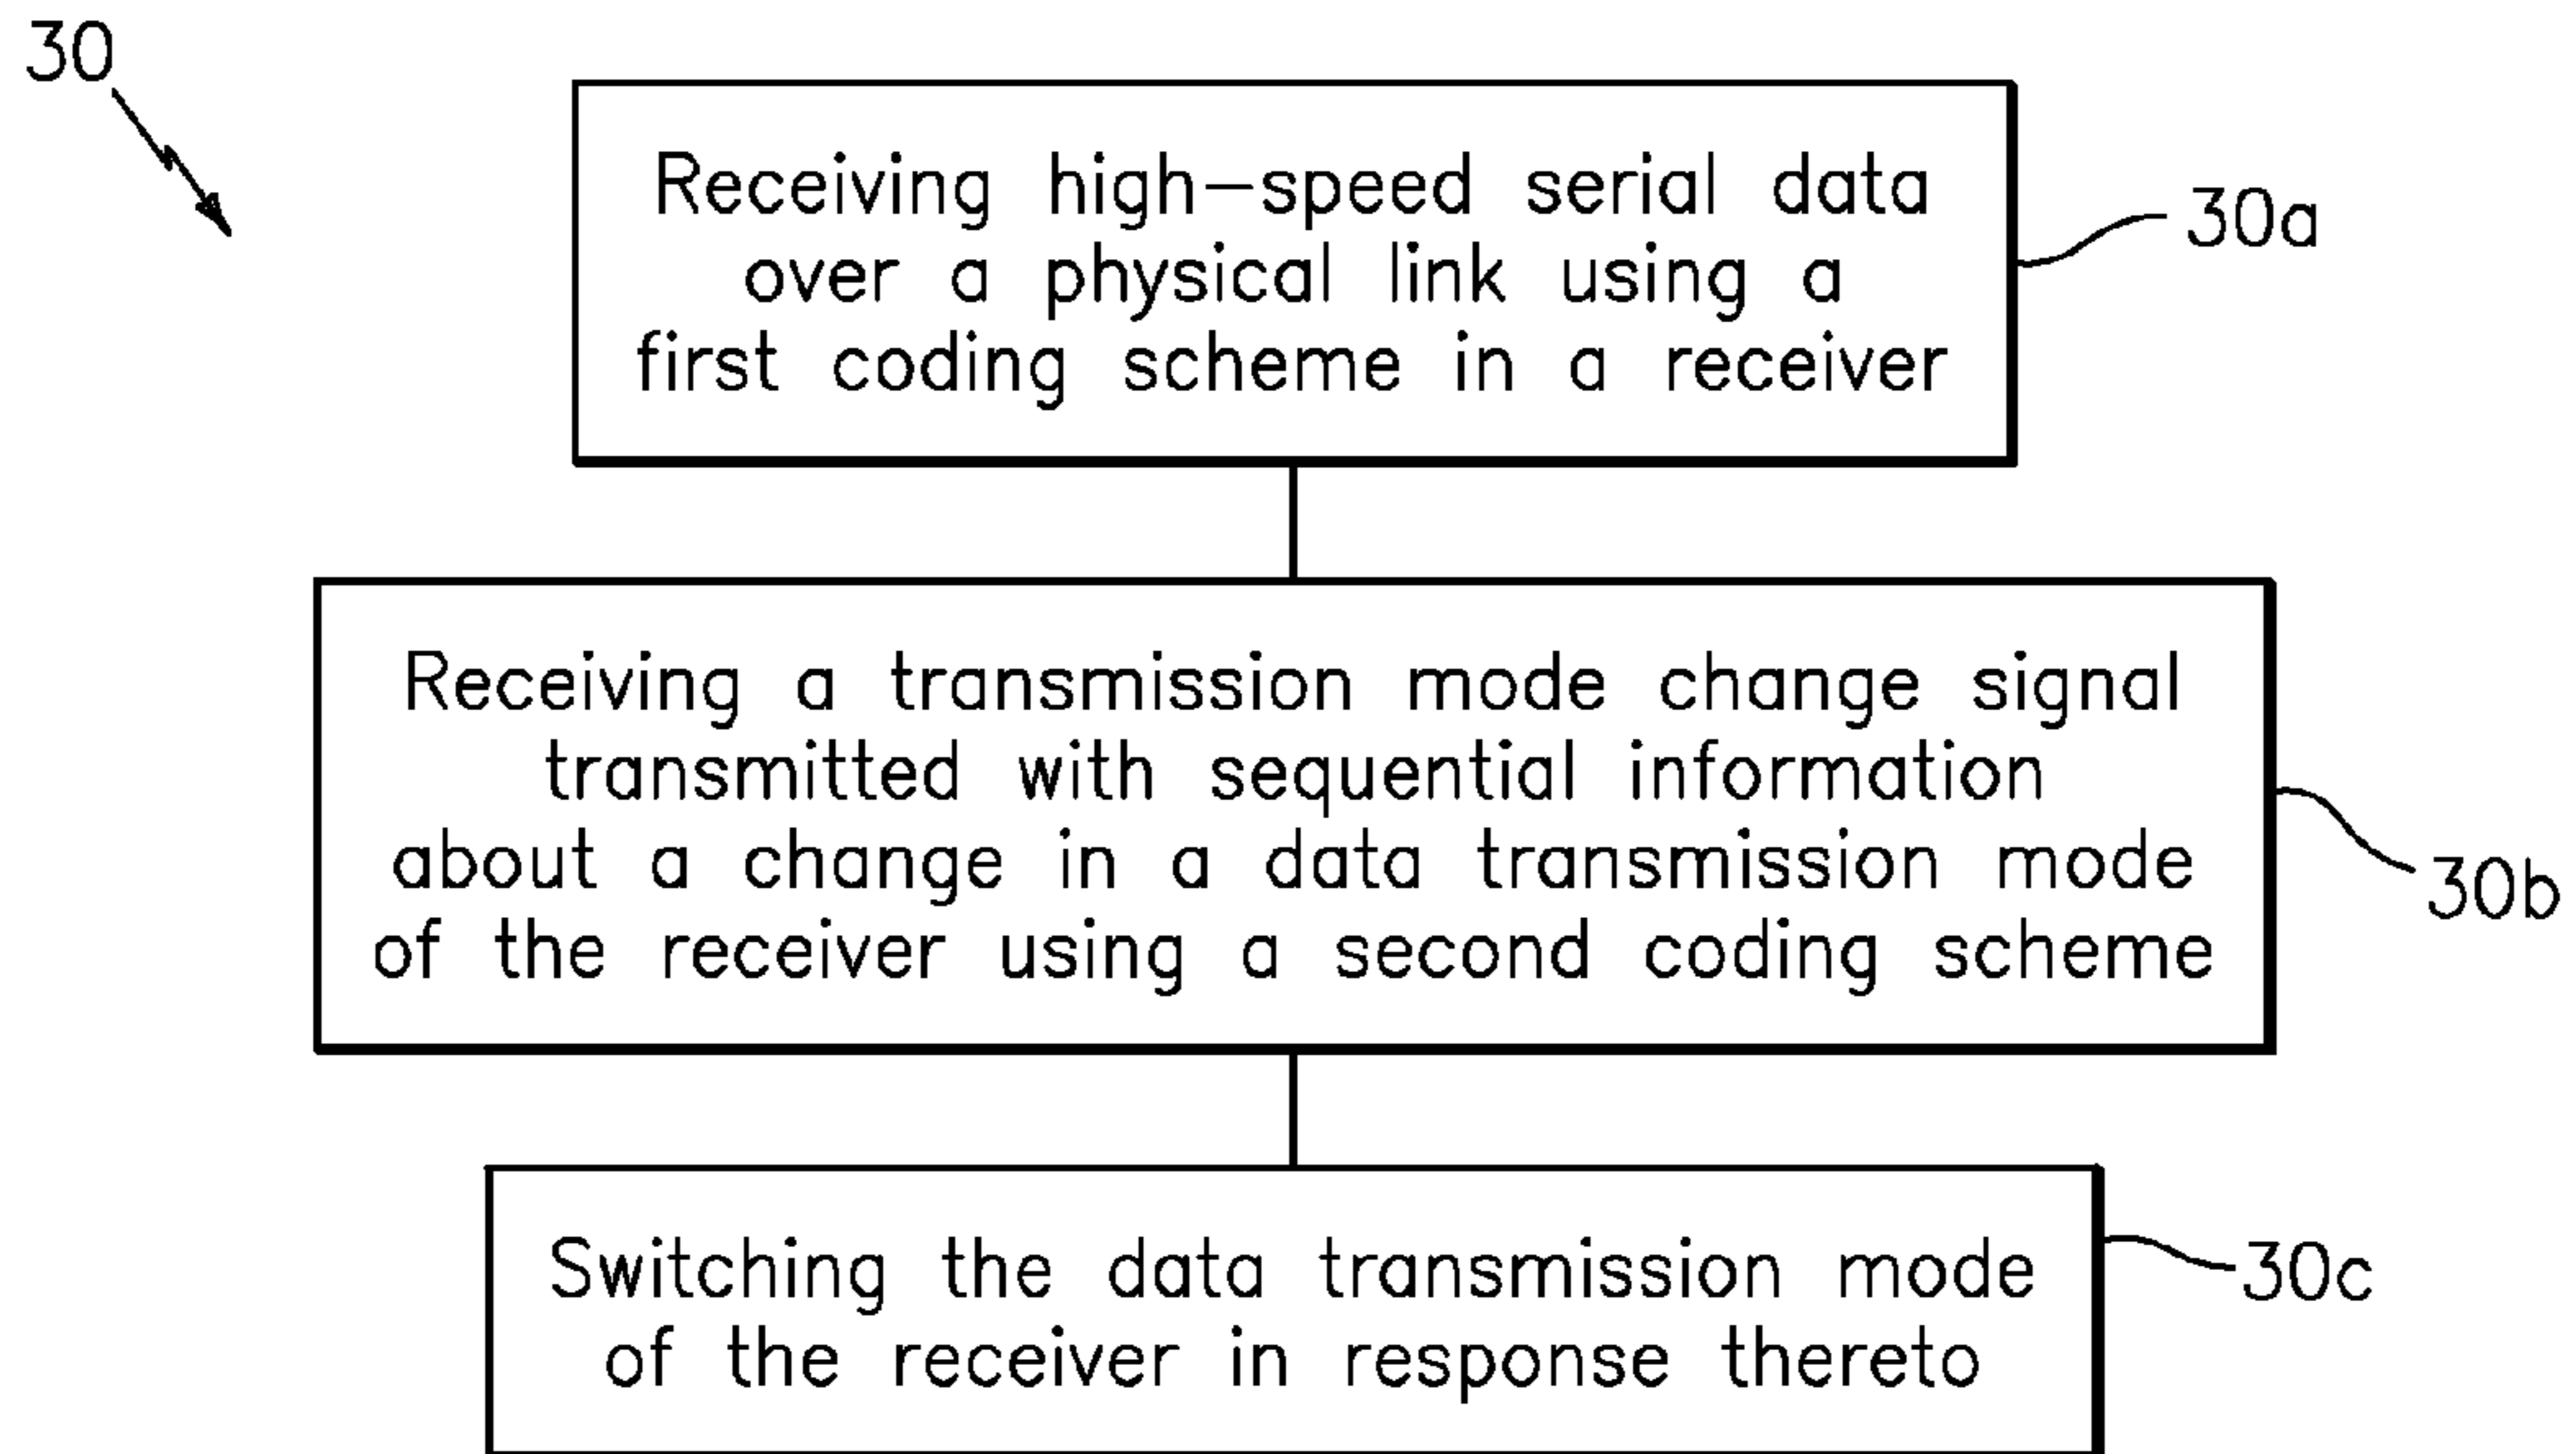 30
Receiving high-speed serial data
over a physical link using a
first coding scheme in a receiver
30a
Receiving a transmission mode change signal
transmitted with sequential information
about a change in a data transmission mode
of the receiver using a second coding scheme
30b
Switching the data transmission mode
of the receiver in response thereto
30c